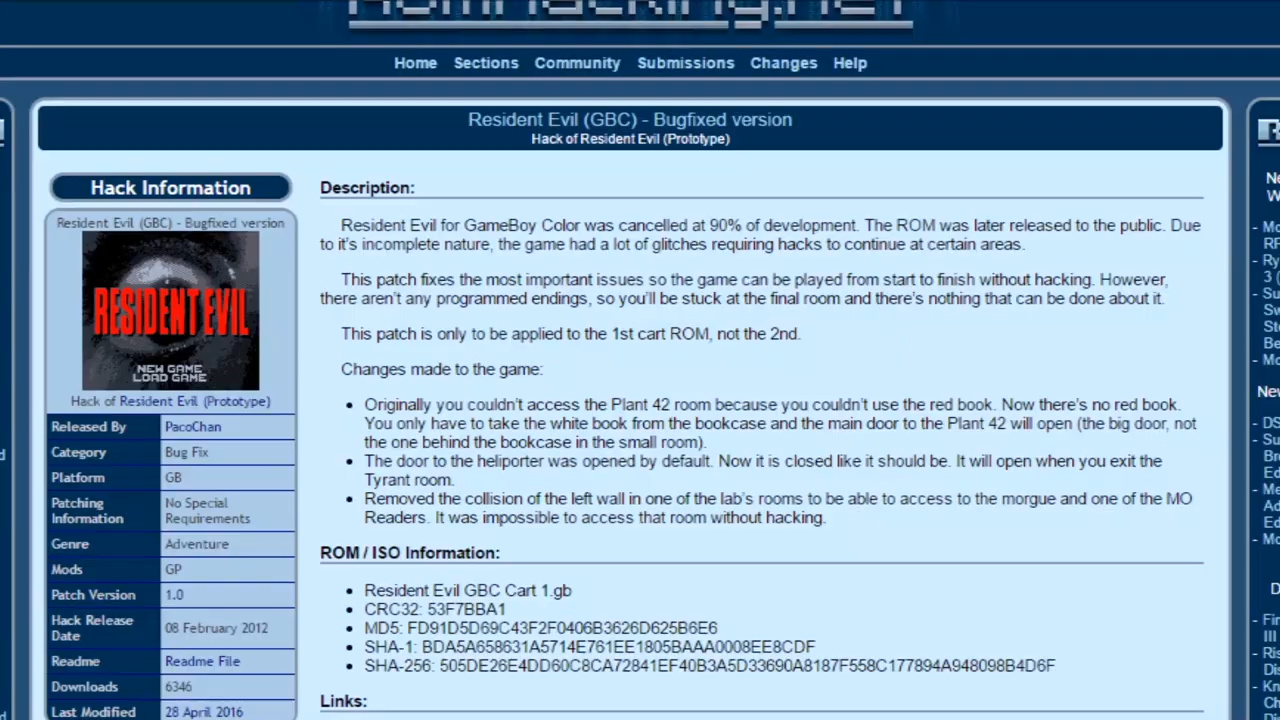 RomHacking.net
Home Sections Community Submissions Changes Help
Resident Evil (GBC) - Bugfixed version
Hack of Resident Evil (Prototype)
Hack Information
Resident Evil (GBC) - Bugfixed version
RESIDENT EVIL
NEW GAME
LOAD GAME
Hack of Resident Evil (Prototype)
Released By PacoChan
Category Bug Fix
Platform GB
Patching Information No Special Requirements
Genre Adventure
Mods GP
Patch Version 1.0
Hack Release Date 08 February 2012
Readme Readme File
Downloads 6346
Last Modified 28 April 2016
Description:
Resident Evil for GameBoy Color was cancelled at 90% of development. The ROM was later released to the public. Due
to it's incomplete nature, the game had a lot of glitches requiring hacks to continue at certain areas.
This patch fixes the most important issues so the game can be played from start to finish without hacking. However,
there aren't any programmed endings, so you'll be stuck at the final room and there's nothing that can be done about it.
This patch is only to be applied to the 1st cart ROM, not the 2nd.
Changes made to the game:
• Originally you couldn't access the Plant 42 room because you couldn't use the red book. Now there's no red book.
You only have to take the white book from the bookcase and the main door to the Plant 42 will open (the big door, not
the one behind the bookcase in the small room).
• The door to the heliporter was opened by default. Now it is closed like it should be. It will open when you exit the
Tyrant room.
• Removed the collision of the left wall in one of the lab's rooms to be able to access to the morgue and one of the MO
Readers. It was impossible to access that room without hacking.
ROM / ISO Information:
• Resident Evil GBC Cart 1.gb
• CRC32: 53F7BBA1
• MD5: FD91D5D69C43F2F0406B3626D625B6E6
• SHA-1: BDA5A658631A5714E761EE1805BAAA0008EE8CDF
• SHA-256: 505DE26E4DD60C8CA72841EF40B3A5D33690A8187F558C177894A948098B4D6F
Links: